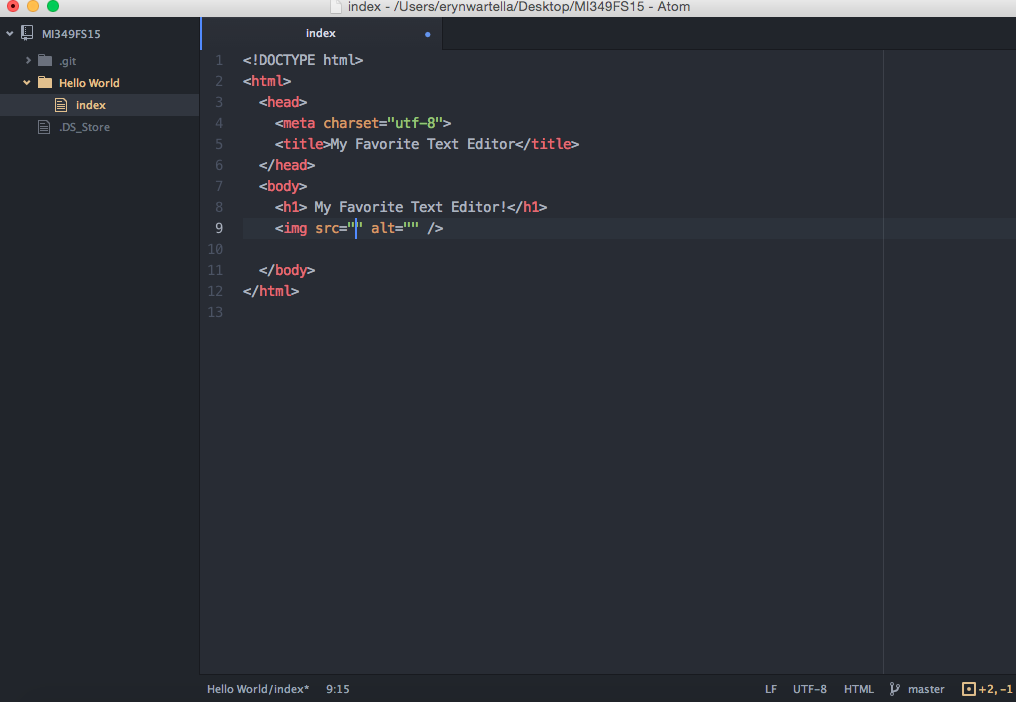 index - /Users/erynwartella/Desktop/MI349FS15 - Atom
MI349FS15
.git
Hello World
index
.DS_Store
index
1 <!DOCTYPE html>
2 <html>
3 <head>
4 <meta charset="utf-8">
5 <title>My Favorite Text Editor</title>
6 </head>
7 <body>
8 <h1> My Favorite Text Editor!</h1>
9 <img src="" alt="" />
10
11 </body>
12 </html>
13
Hello World/index* 9:15 LF UTF-8 HTML master +2, -1